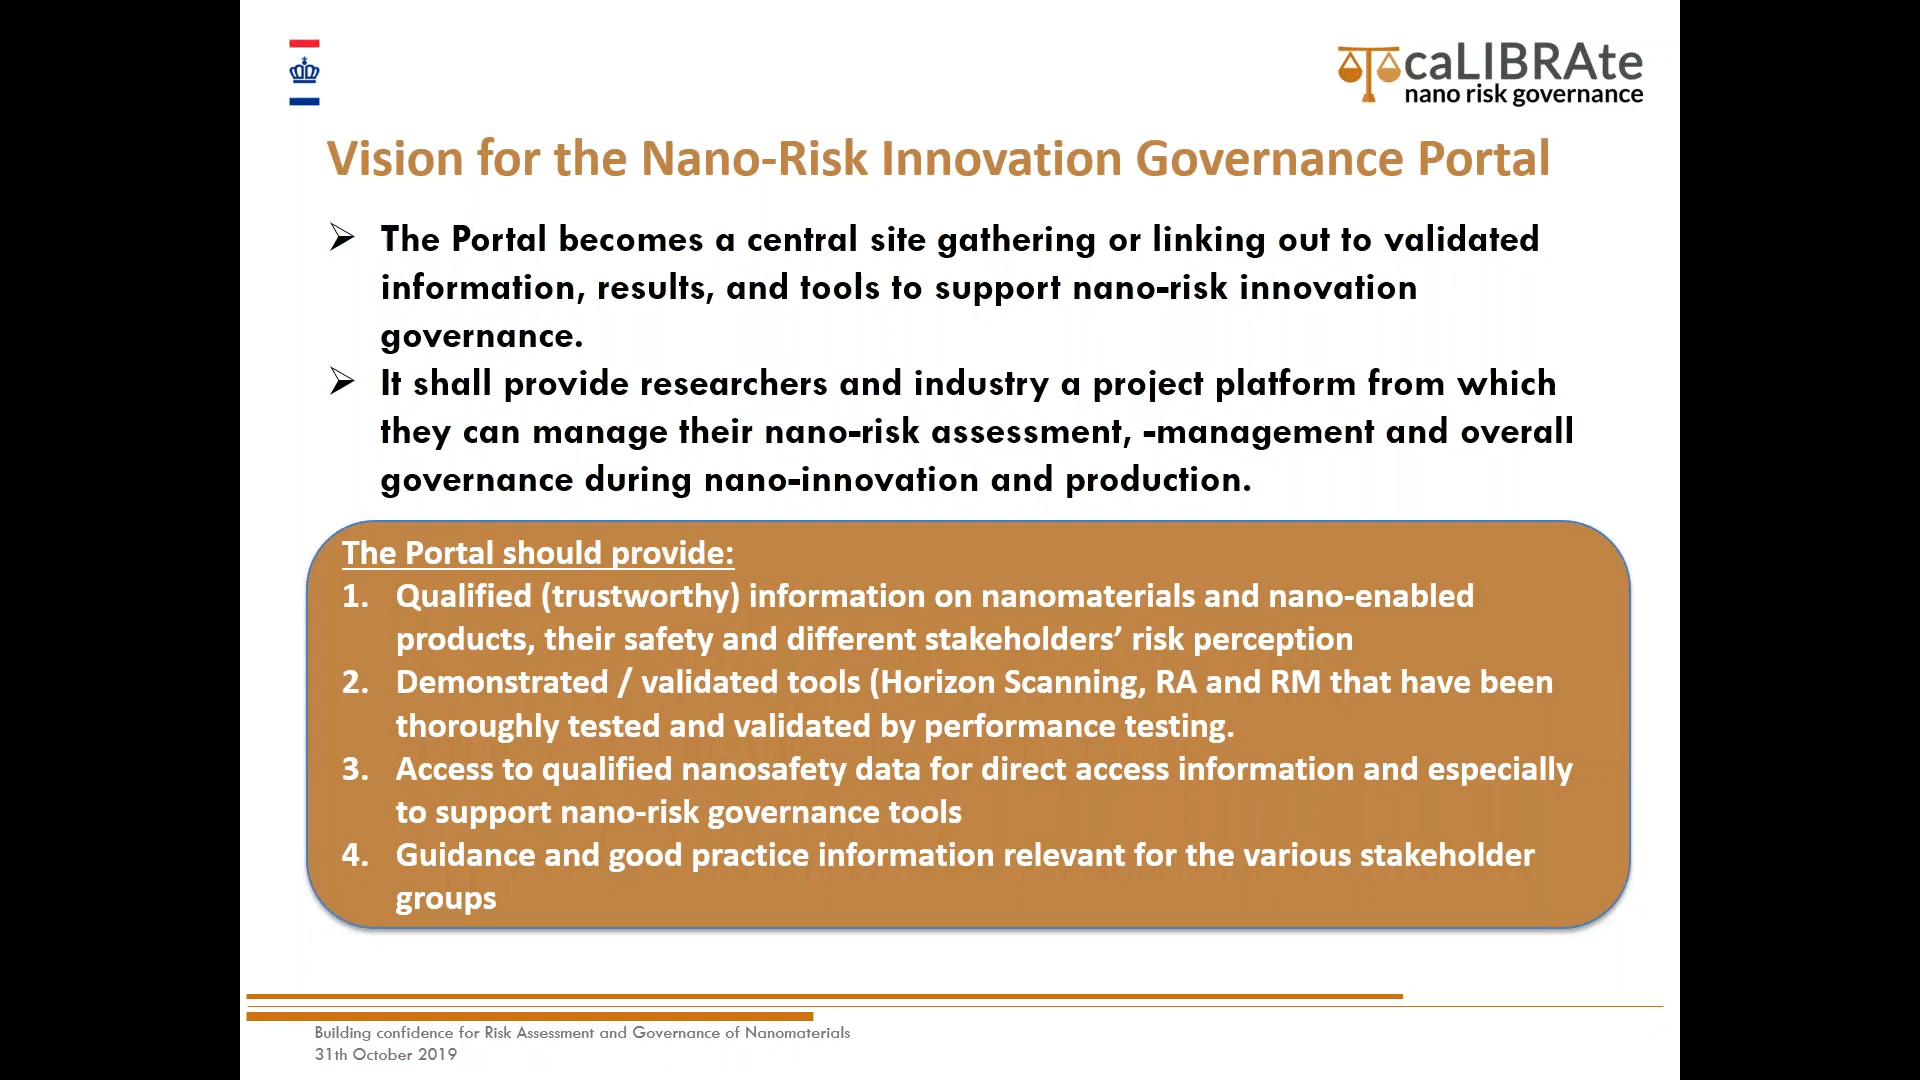 caLIBRAte
nano risk governance
Vision for the Nano-Risk Innovation Governance Portal
➢ The Portal becomes a central site gathering or linking out to validated
information, results, and tools to support nano-risk innovation
governance.
➢ It shall provide researchers and industry a project platform from which
they can manage their nano-risk assessment, -management and overall
governance during nano-innovation and production.
The Portal should provide:
1. Qualified (trustworthy) information on nanomaterials and nano-enabled
products, their safety and different stakeholders’ risk perception
2. Demonstrated / validated tools (Horizon Scanning, RA and RM that have been
thoroughly tested and validated by performance testing.
3. Access to qualified nanosafety data for direct access information and especially
to support nano-risk governance tools
4. Guidance and good practice information relevant for the various stakeholder
groups
Building confidence for Risk Assessment and Governance of Nanomaterials
31th October 2019